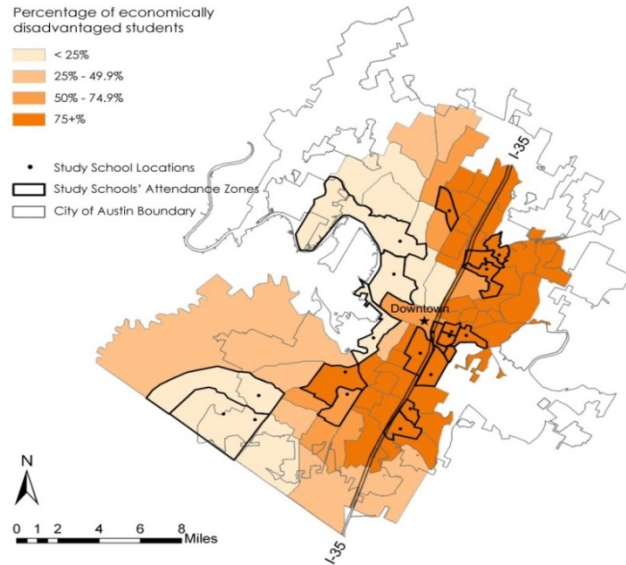 Percentage of economically
disadvantaged students
< 25%
25% - 49.9%
50% - 74.9%
75+%
Study School Locations
Study Schools' Attendance Zones
City of Austin Boundary
I-35
Downtown
N
0 1 2 4 6 8
Miles
I-35